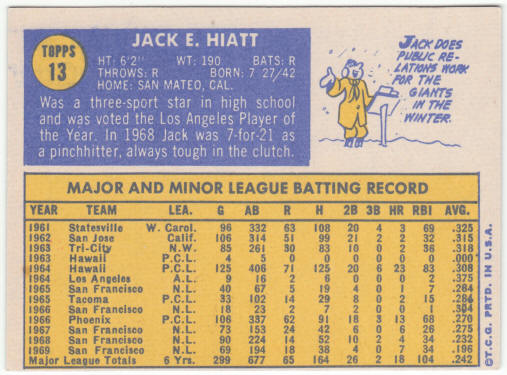 TOPPS
13
JACK E. HIATT
HT: 6'2" WT: 190 BATS: R
THROWS: R BORN: 7 27/42
HOME: SAN MATEO, CAL.
Was a three-sport star in high school
and was voted the Los Angeles Player of
the Year. In 1968 Jack was 7-for-21 as
a pinchhitter, always tough in the clutch.
JACK DOES
PUBLIC RE-
LATIONS WORK
FOR THE
GIANTS
IN THE
WINTER.
MAJOR AND MINOR LEAGUE BATTING RECORD
YEAR TEAM LEA. G AB R H 2B 3B HR RBI AVG.
1961 Statesville W. Carol. 96 332 63 108 20 4 3 69 .325
1962 San Jose Calif. 106 314 51 99 21 2 2 32 .315
1963 Tri-City N.W. 85 261 30 83 10 0 2 36 .318
1963 Hawaii P.C.L. 4 5 0 0 0 0 0 0 .000
1964 Hawaii P.C.L. 125 406 71 125 20 6 23 83 .308
1964 Los Angeles A.L. 9 16 2 6 0 0 0 2 .375
1965 San Francisco N.L. 40 67 5 19 4 0 1 7 .284
1965 Tacoma P.C.L. 33 102 14 29 8 0 2 15 .284
1966 San Francisco N.L. 18 23 2 7 2 0 0 1 .304
1966 Phoenix P.C.L. 106 337 62 91 18 3 13 68 .270
1967 San Francisco N.L. 73 153 24 42 6 0 6 26 .275
1968 San Francisco N.L. 90 224 14 52 10 2 4 34 .232
1969 San Francisco N.L. 69 194 18 38 4 0 7 34 .196
Major League Totals 6 Yrs. 299 677 65 164 26 2 18 104 .242
©T.C.G. PRTD. IN U.S.A.